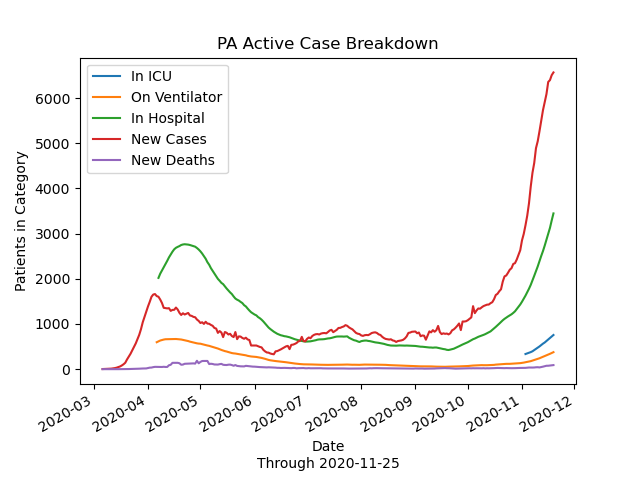 PA Active Case Breakdown
In ICU
On Ventilator
In Hospital
New Cases
New Deaths
Patients in Category
6000
5000
4000
3000
2000
1000
0
2020-03
2020-04
2020-05
2020-06
2020-07
2020-08
2020-09
2020-10
2020-11
2020-12
Date
Through 2020-11-25